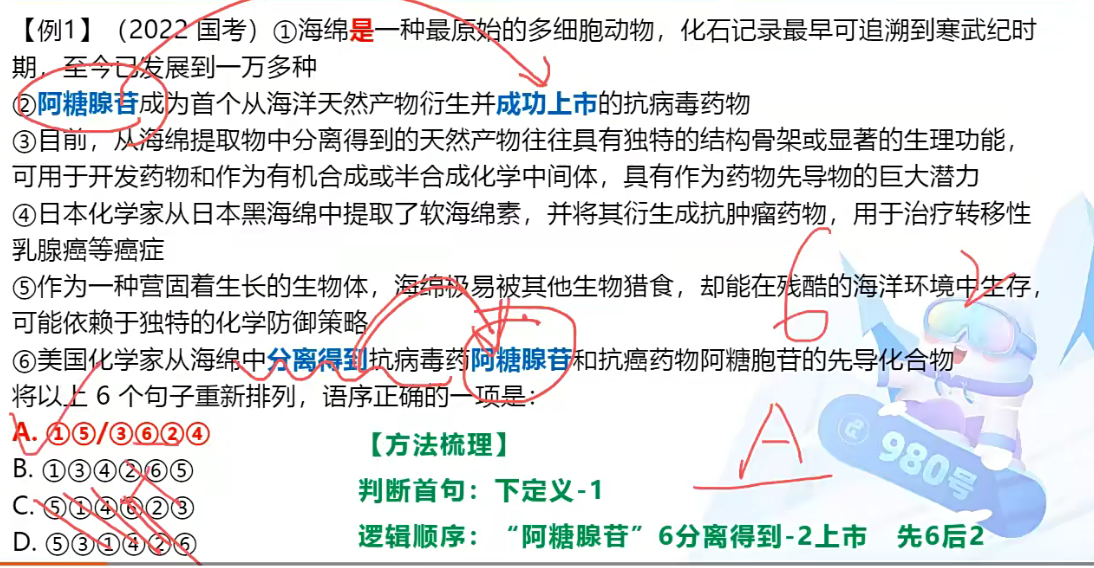 【例1】（2022 国考）①海绵是一种最原始的多细胞动物，化石记录最早可追溯到寒武纪时
期，至今已发展到一万多种
②阿糖腺苷成为首个从海洋天然产物衍生并成功上市的抗病毒药物
③目前，从海绵提取物中分离得到的天然产物往往具有独特的结构骨架或显著的生理功能，
可用于开发药物和作为有机合成或半合成化学中间体，具有作为药物先导物的巨大潜力
④日本化学家从日本黑海绵中提取了软海绵素，并将其衍生成抗肿瘤药物，用于治疗转移性
乳腺癌等癌症
⑤作为一种营固着生长的生物体，海绵极易被其他生物猎食，却能在残酷的海洋环境中生存，
可能依赖于独特的化学防御策略
⑥美国化学家从海绵中分离得到抗病毒药阿糖腺苷和抗癌药物阿糖胞苷的先导化合物
将以上 6 个句子重新排列，语序正确的一项是：
A. ①⑤/③⑥②④
B. ①③④②⑥⑤
C. ⑤①④⑥②③
D. ⑤③①④②⑥
【方法梳理】
判断首句：下定义-1
逻辑顺序：“阿糖腺苷”6分离得到-2上市 先6后2
6
A
980号